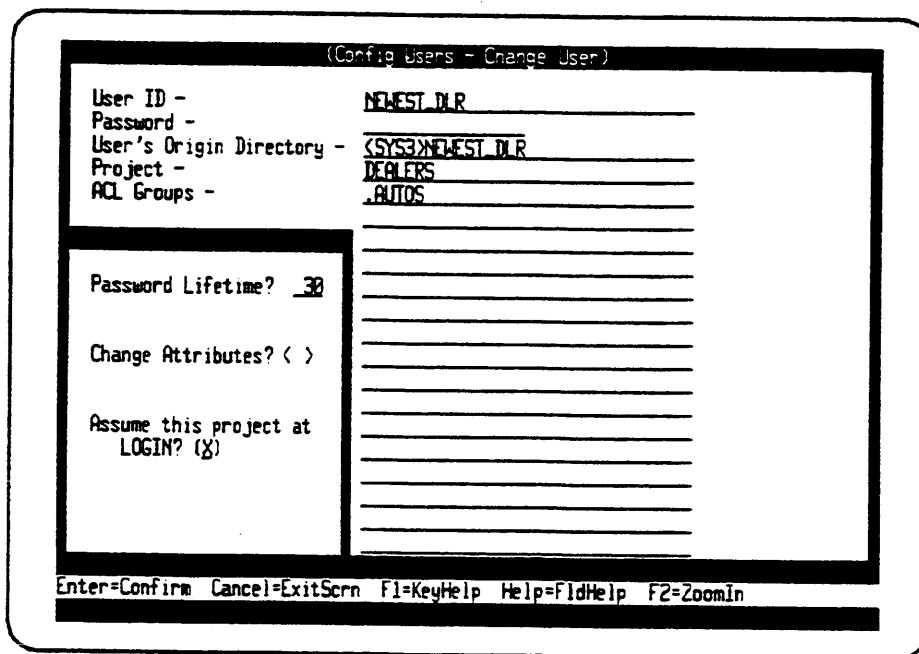 (Config Users - Change User)
User ID - NEWEST_DLR
Password -
User's Origin Directory - <SYS3>NEWEST_DLR
Project - DEALERS
ACL Groups - .AUTOS
Password Lifetime? 30
Change Attributes? ( )
Assume this project at
LOGIN? (X)
Enter=Confirm Cancel=ExitScrn F1=KeyHelp Help=FldHelp F2=ZoomIn